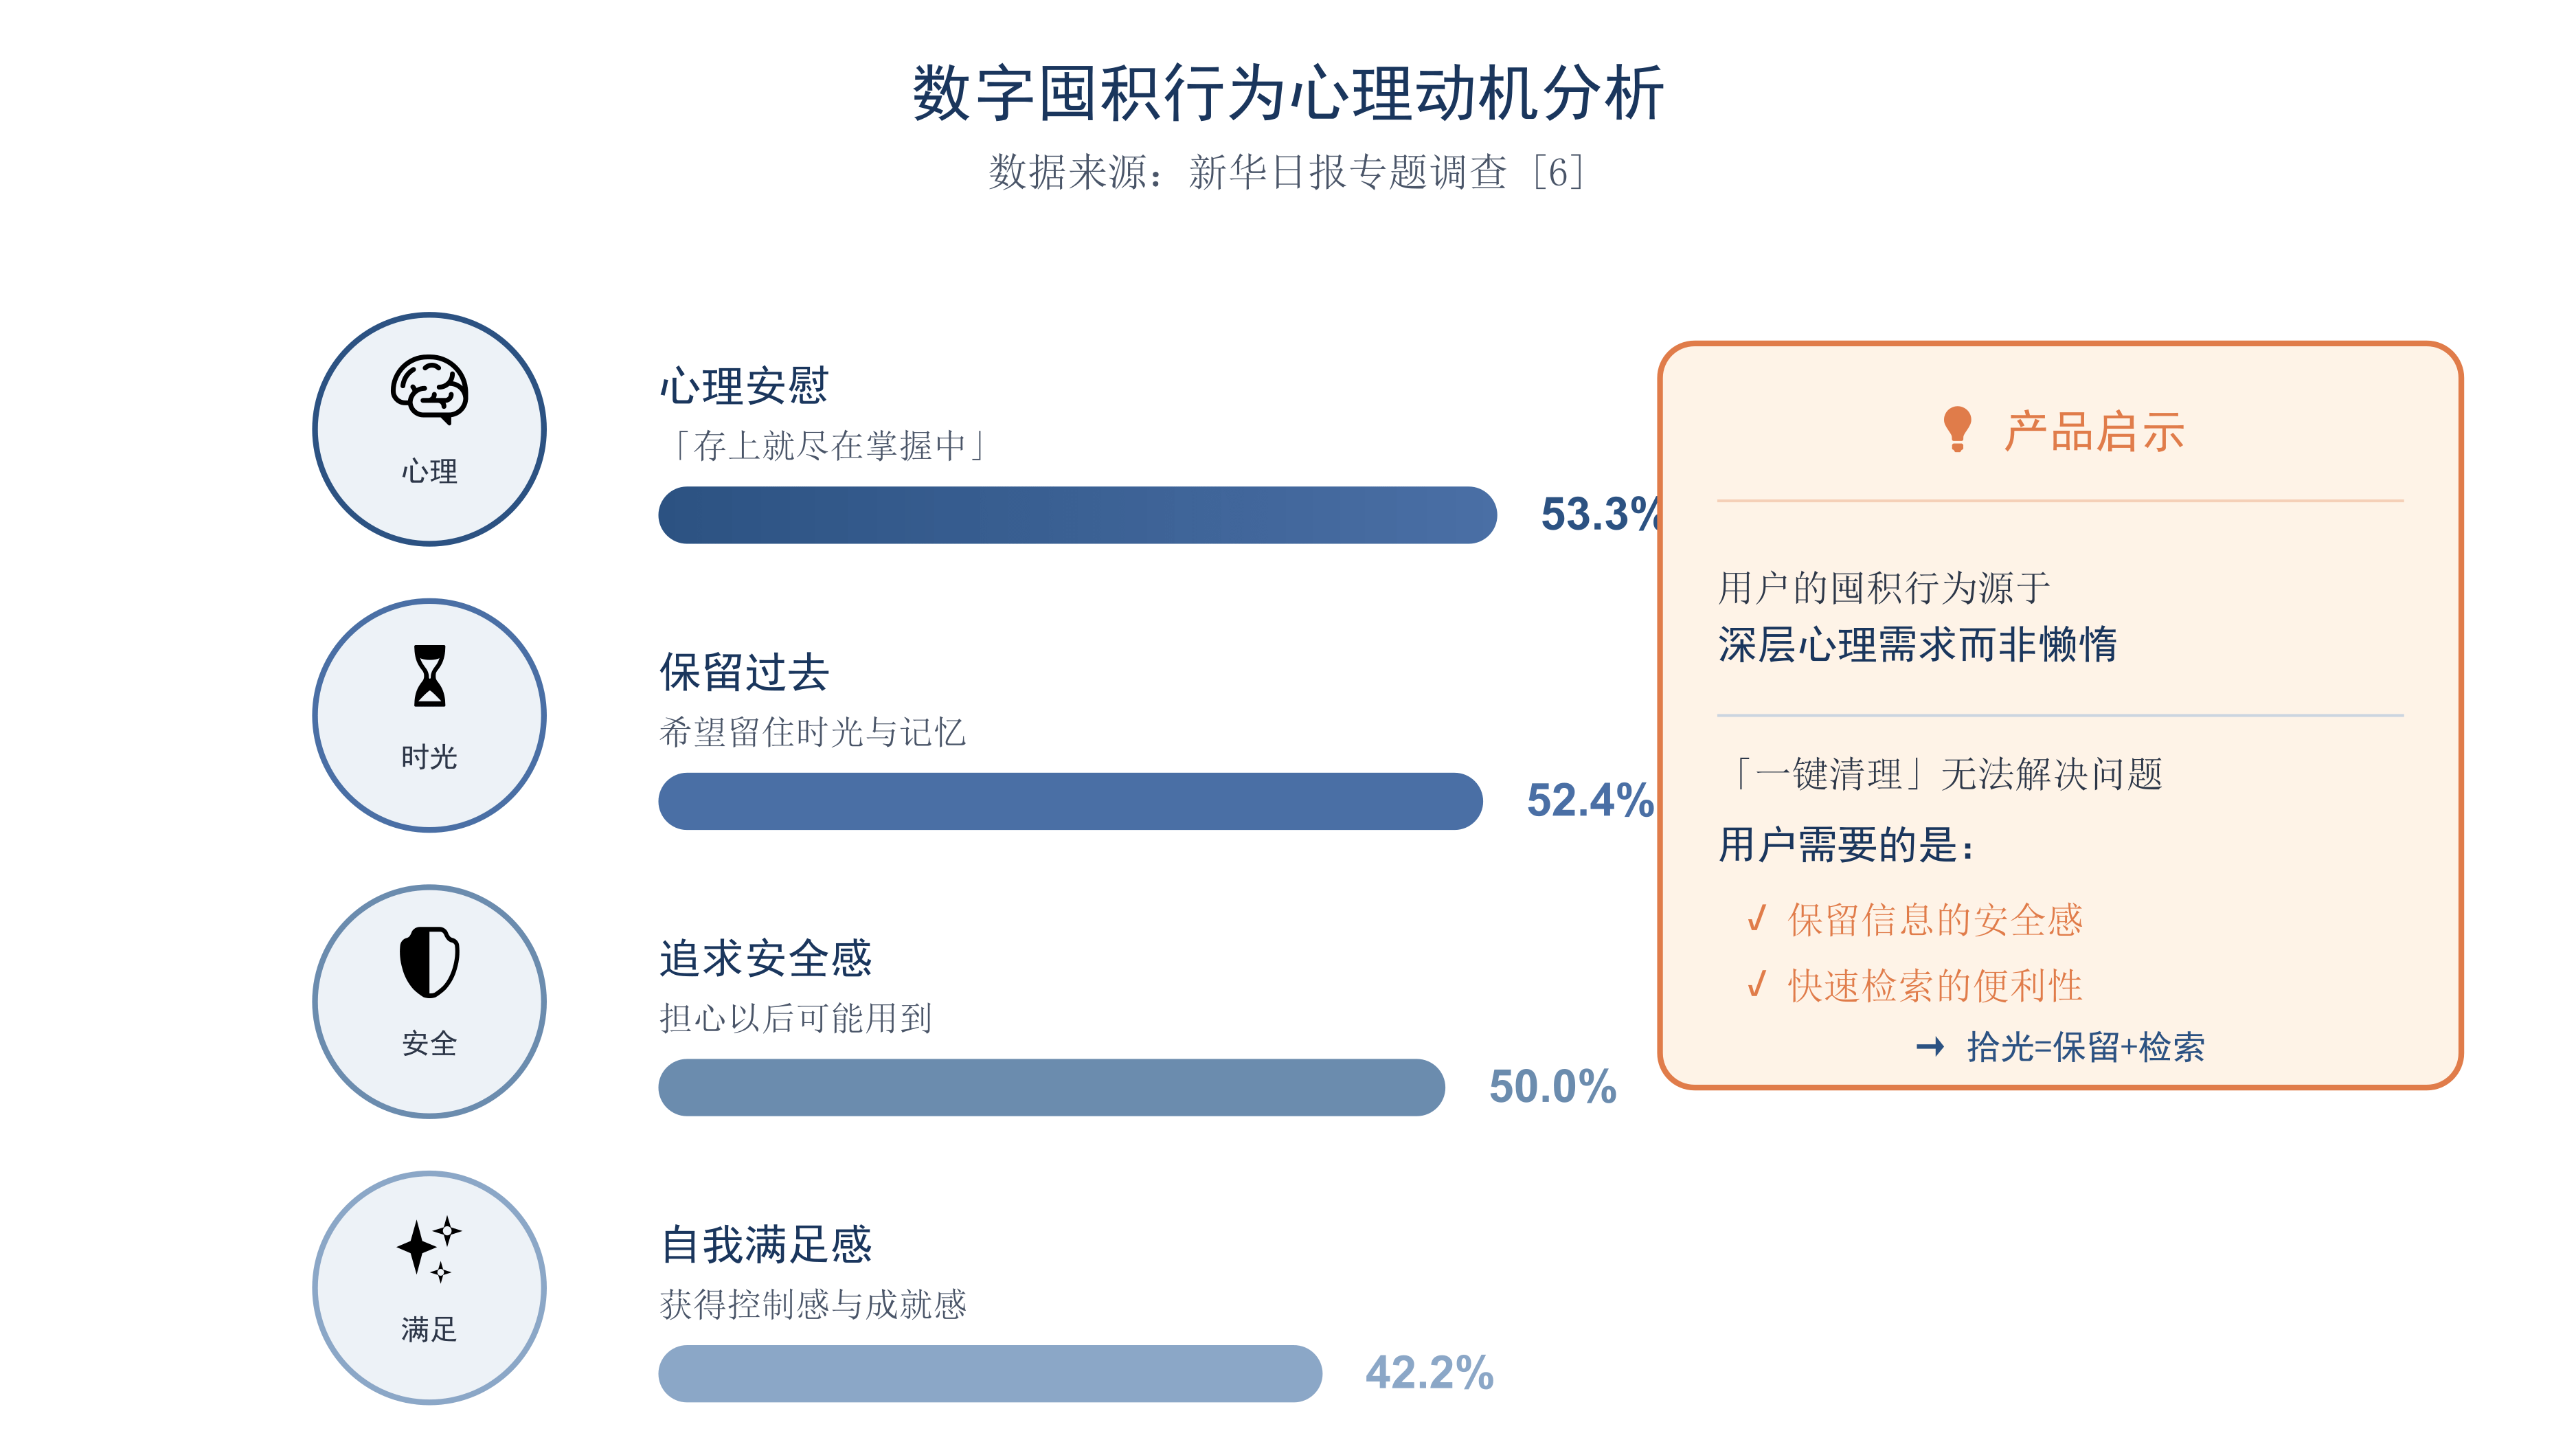 数字囤积行为心理动机分析
数据来源：新华日报专题调查 [6]
心理
心理安慰
「存上就尽在掌握中」
53.3%
时光
保留过去
希望留住时光与记忆
52.4%
安全
追求安全感
担心以后可能用到
50.0%
满足
自我满足感
获得控制感与成就感
42.2%
产品启示
用户的囤积行为源于
深层心理需求而非懒惰
「一键清理」无法解决问题
用户需要的是：
✓ 保留信息的安全感
✓ 快速检索的便利性
→ 拾光=保留+检索